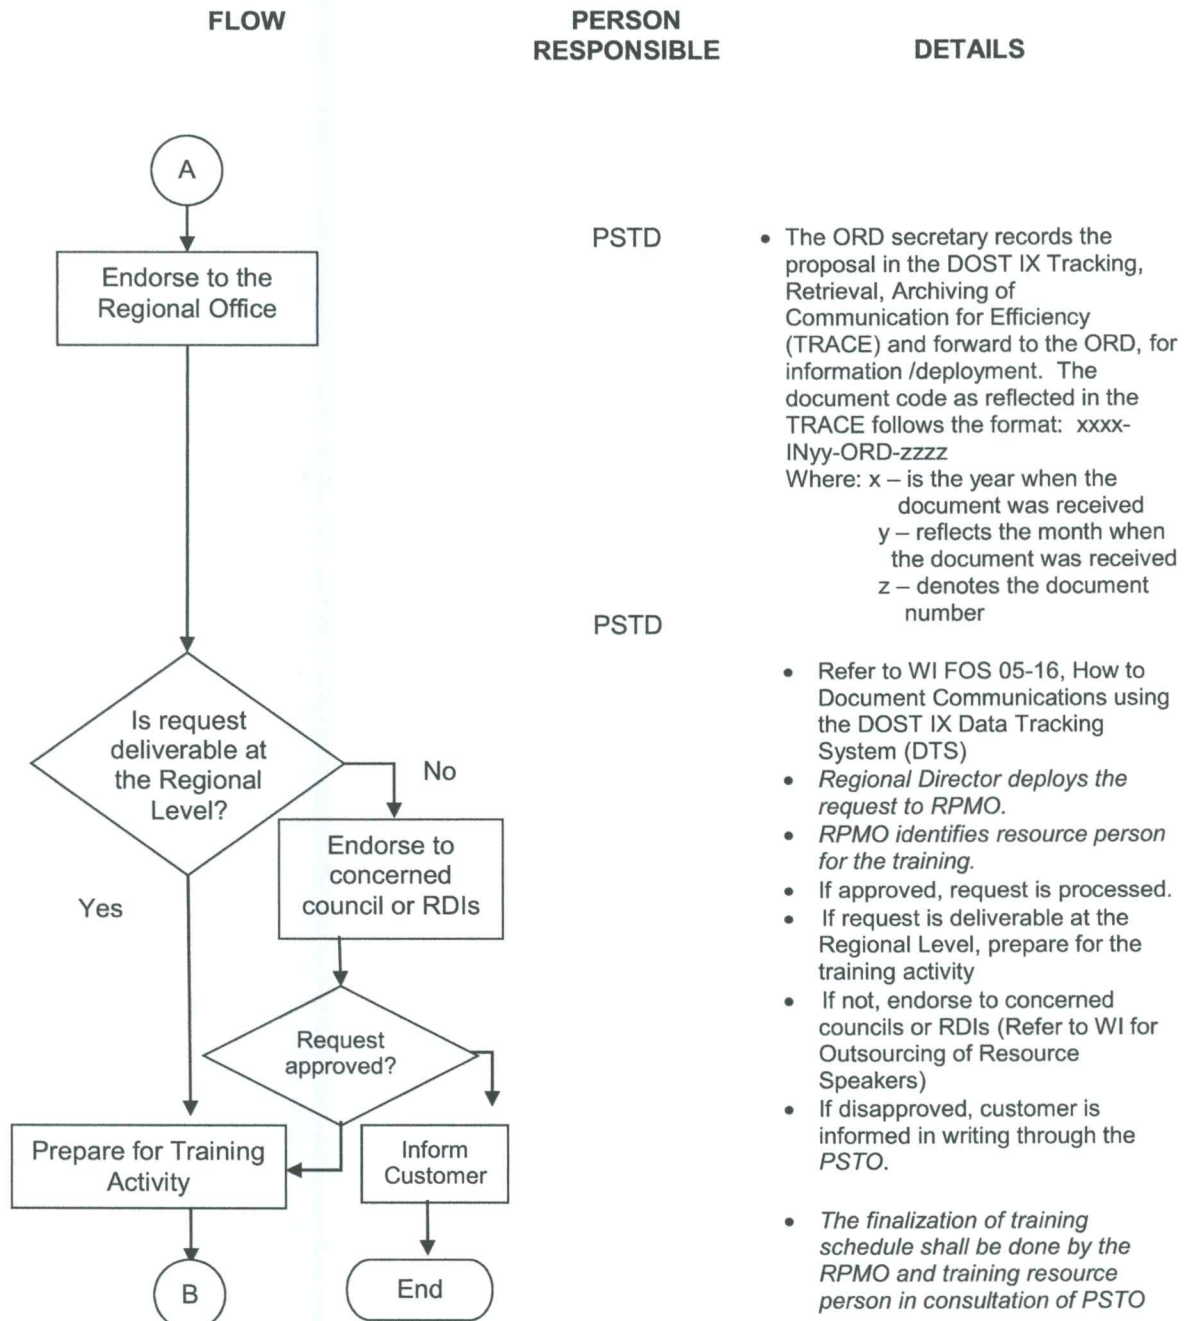 FLOW
PERSON
RESPONSIBLE
DETAILS
A
Endorse to the
Regional Office
PSTD
• The ORD secretary records the
proposal in the DOST IX Tracking,
Retrieval, Archiving of
Communication for Efficiency
(TRACE) and forward to the ORD, for
information /deployment. The
document code as reflected in the
TRACE follows the format: xxxx-
INyy-ORD-zzzz
Where: x – is the year when the
document was received
y – reflects the month when
the document was received
z – denotes the document
number
Is request
deliverable at
the Regional
Level?
No
Yes
Endorse to
concerned
council or RDIs
Request
approved?
Prepare for Training
Activity
Inform
Customer
B
End
PSTD
• Refer to WI FOS 05-16, How to
Document Communications using
the DOST IX Data Tracking
System (DTS)
• Regional Director deploys the
request to RPMO.
• RPMO identifies resource person
for the training.
• If approved, request is processed.
• If request is deliverable at the
Regional Level, prepare for the
training activity
• If not, endorse to concerned
councils or RDIs (Refer to WI for
Outsourcing of Resource
Speakers)
• If disapproved, customer is
informed in writing through the
PSTO.
• The finalization of training
schedule shall be done by the
RPMO and training resource
person in consultation of PSTO